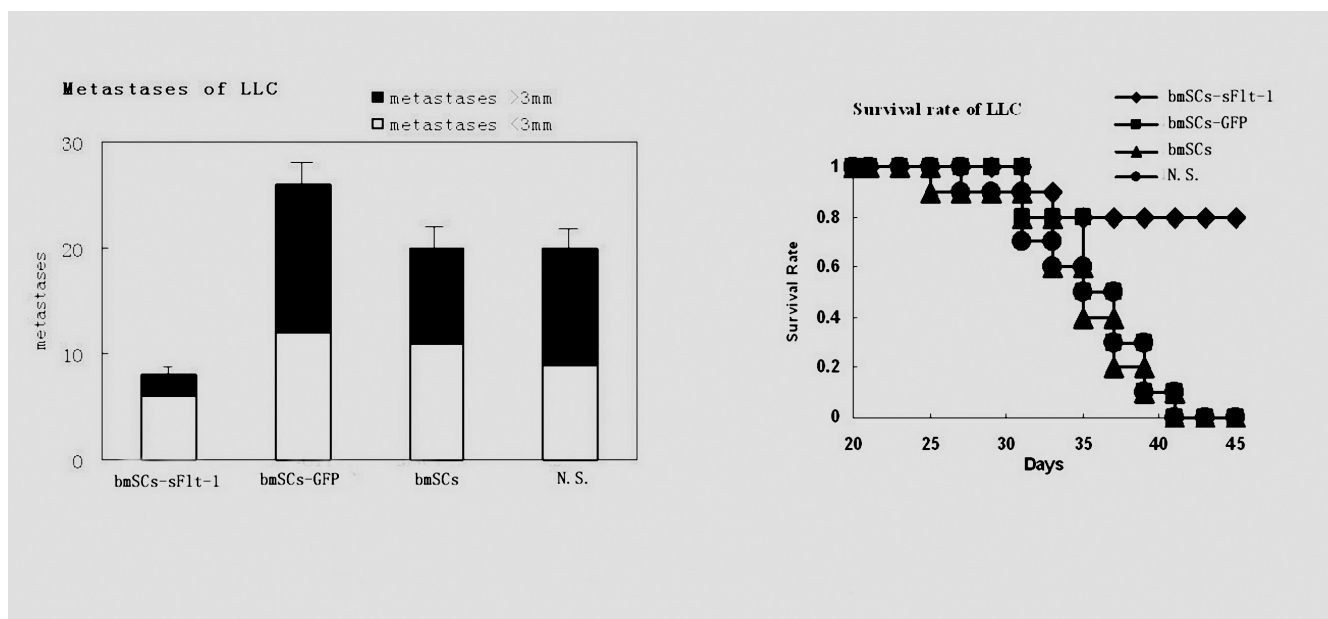 Metastases of LLC
metastases >3mm
metastases <3mm
30
20
10
0
metastases
bmSCs-sFlt-1
bmSCs-GFP
bmSCs
N.S.
Survival rate of LLC
bmSCs-sFlt-1
bmSCs-GFP
bmSCs
N.S.
1
0.8
0.6
0.4
0.2
0
Survival Rate
20 25 30 35 40 45
Days